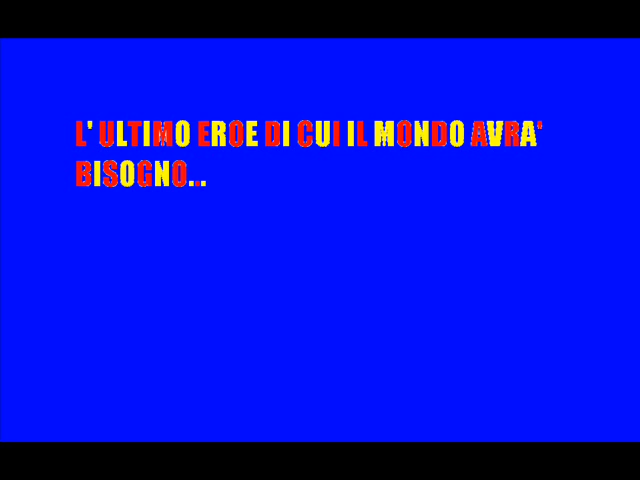 L' ULTIMO EROE DI CUI IL MONDO AVRA'
BISOGNO...